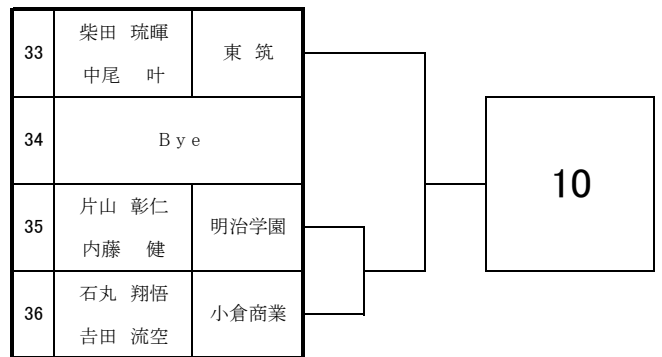 33 柴田 琉暉 東 筑
中尾 叶
34 Bye
35 片山 彰仁 明治学園
内藤 健
36 石丸 翔悟 小倉商業
𠮷田 流空
10